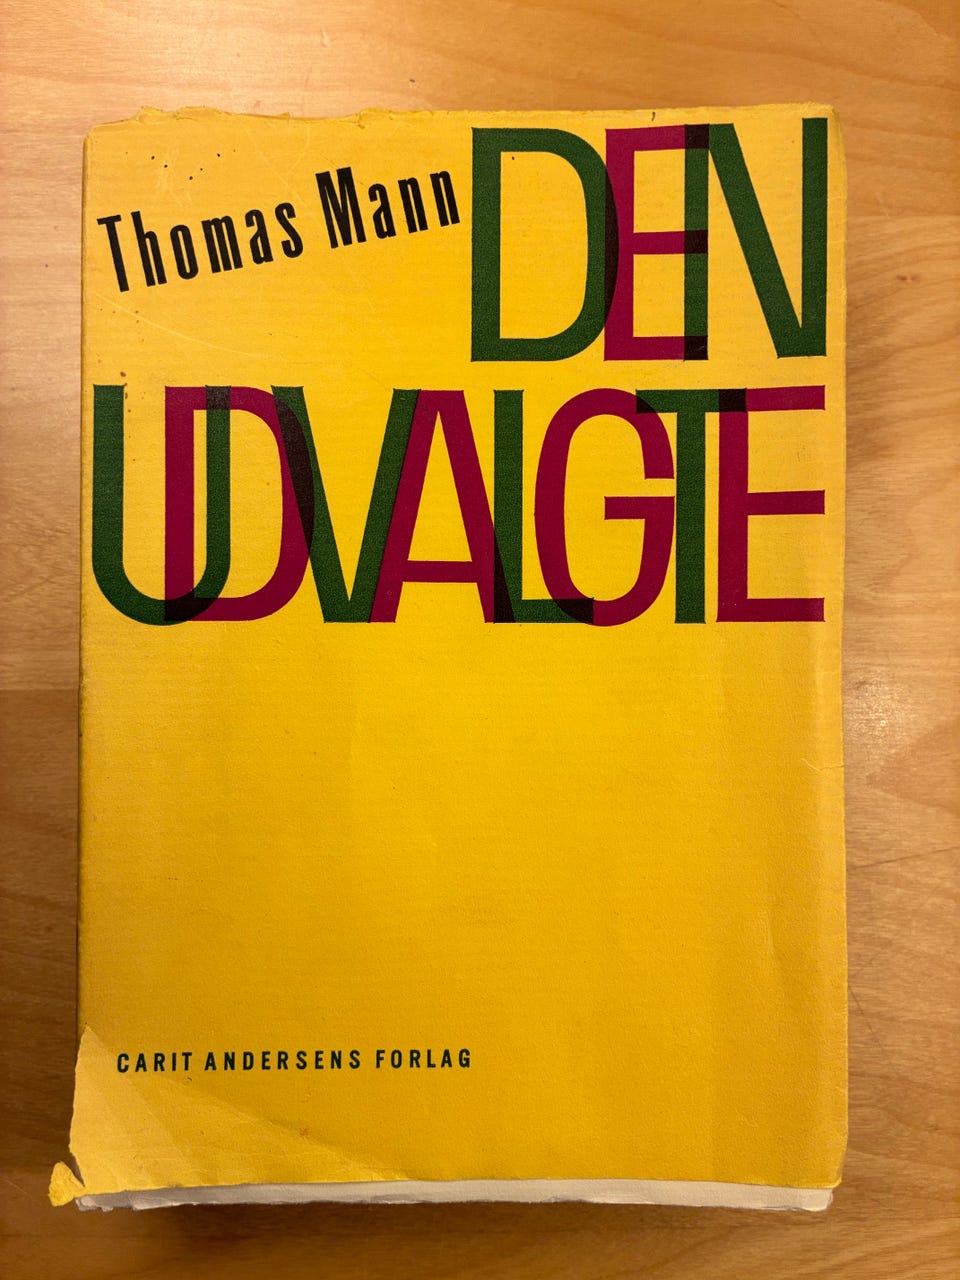 Thomas Mann
DEN
UDVALGTE
CARIT ANDERSENS FORLAG